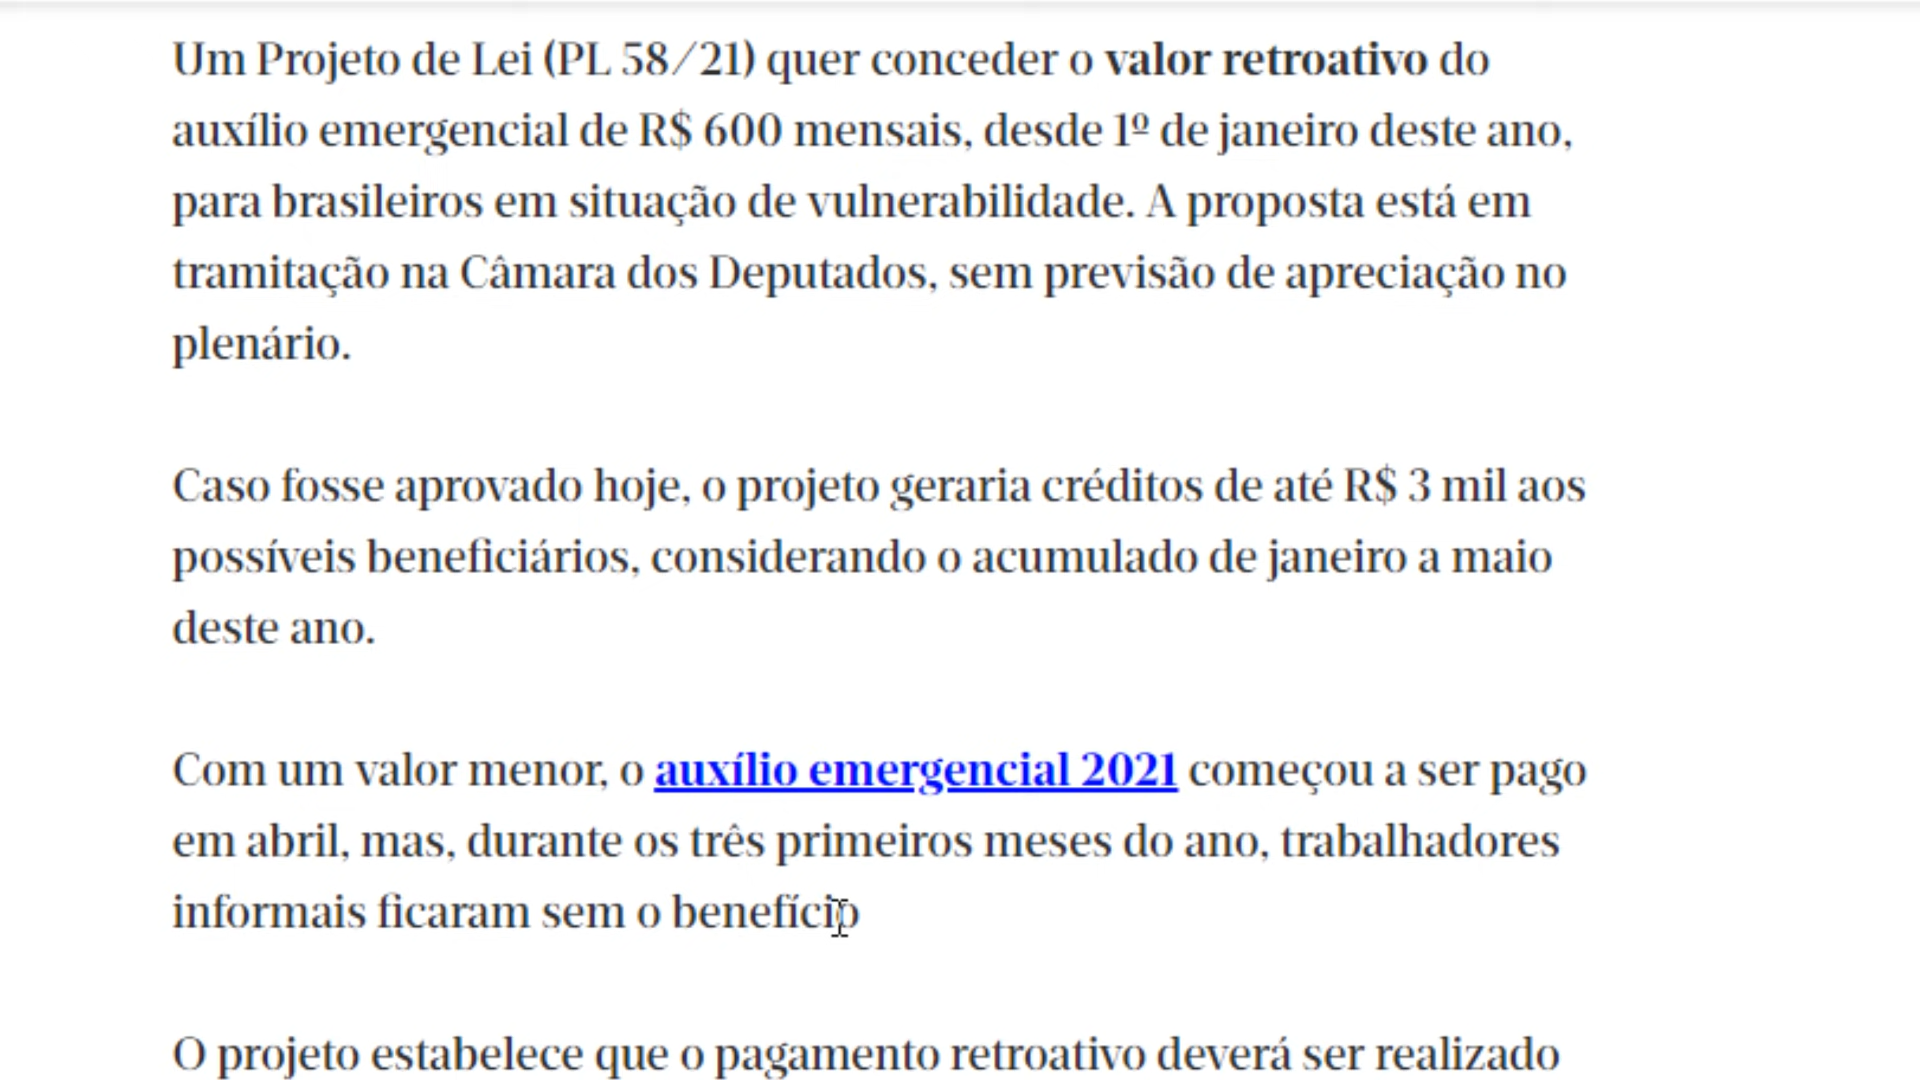 Um Projeto de Lei (PL 58/21) quer conceder o valor retroativo do
auxílio emergencial de R$ 600 mensais, desde 1º de janeiro deste ano,
para brasileiros em situação de vulnerabilidade. A proposta está em
tramitação na Câmara dos Deputados, sem previsão de apreciação no
plenário.
Caso fosse aprovado hoje, o projeto geraria créditos de até R$ 3 mil aos
possíveis beneficiários, considerando o acumulado de janeiro a maio
deste ano.
Com um valor menor, o auxílio emergencial 2021 começou a ser pago
em abril, mas, durante os três primeiros meses do ano, trabalhadores
informais ficaram sem o benefício
O projeto estabelece que o pagamento retroativo deverá ser realizado